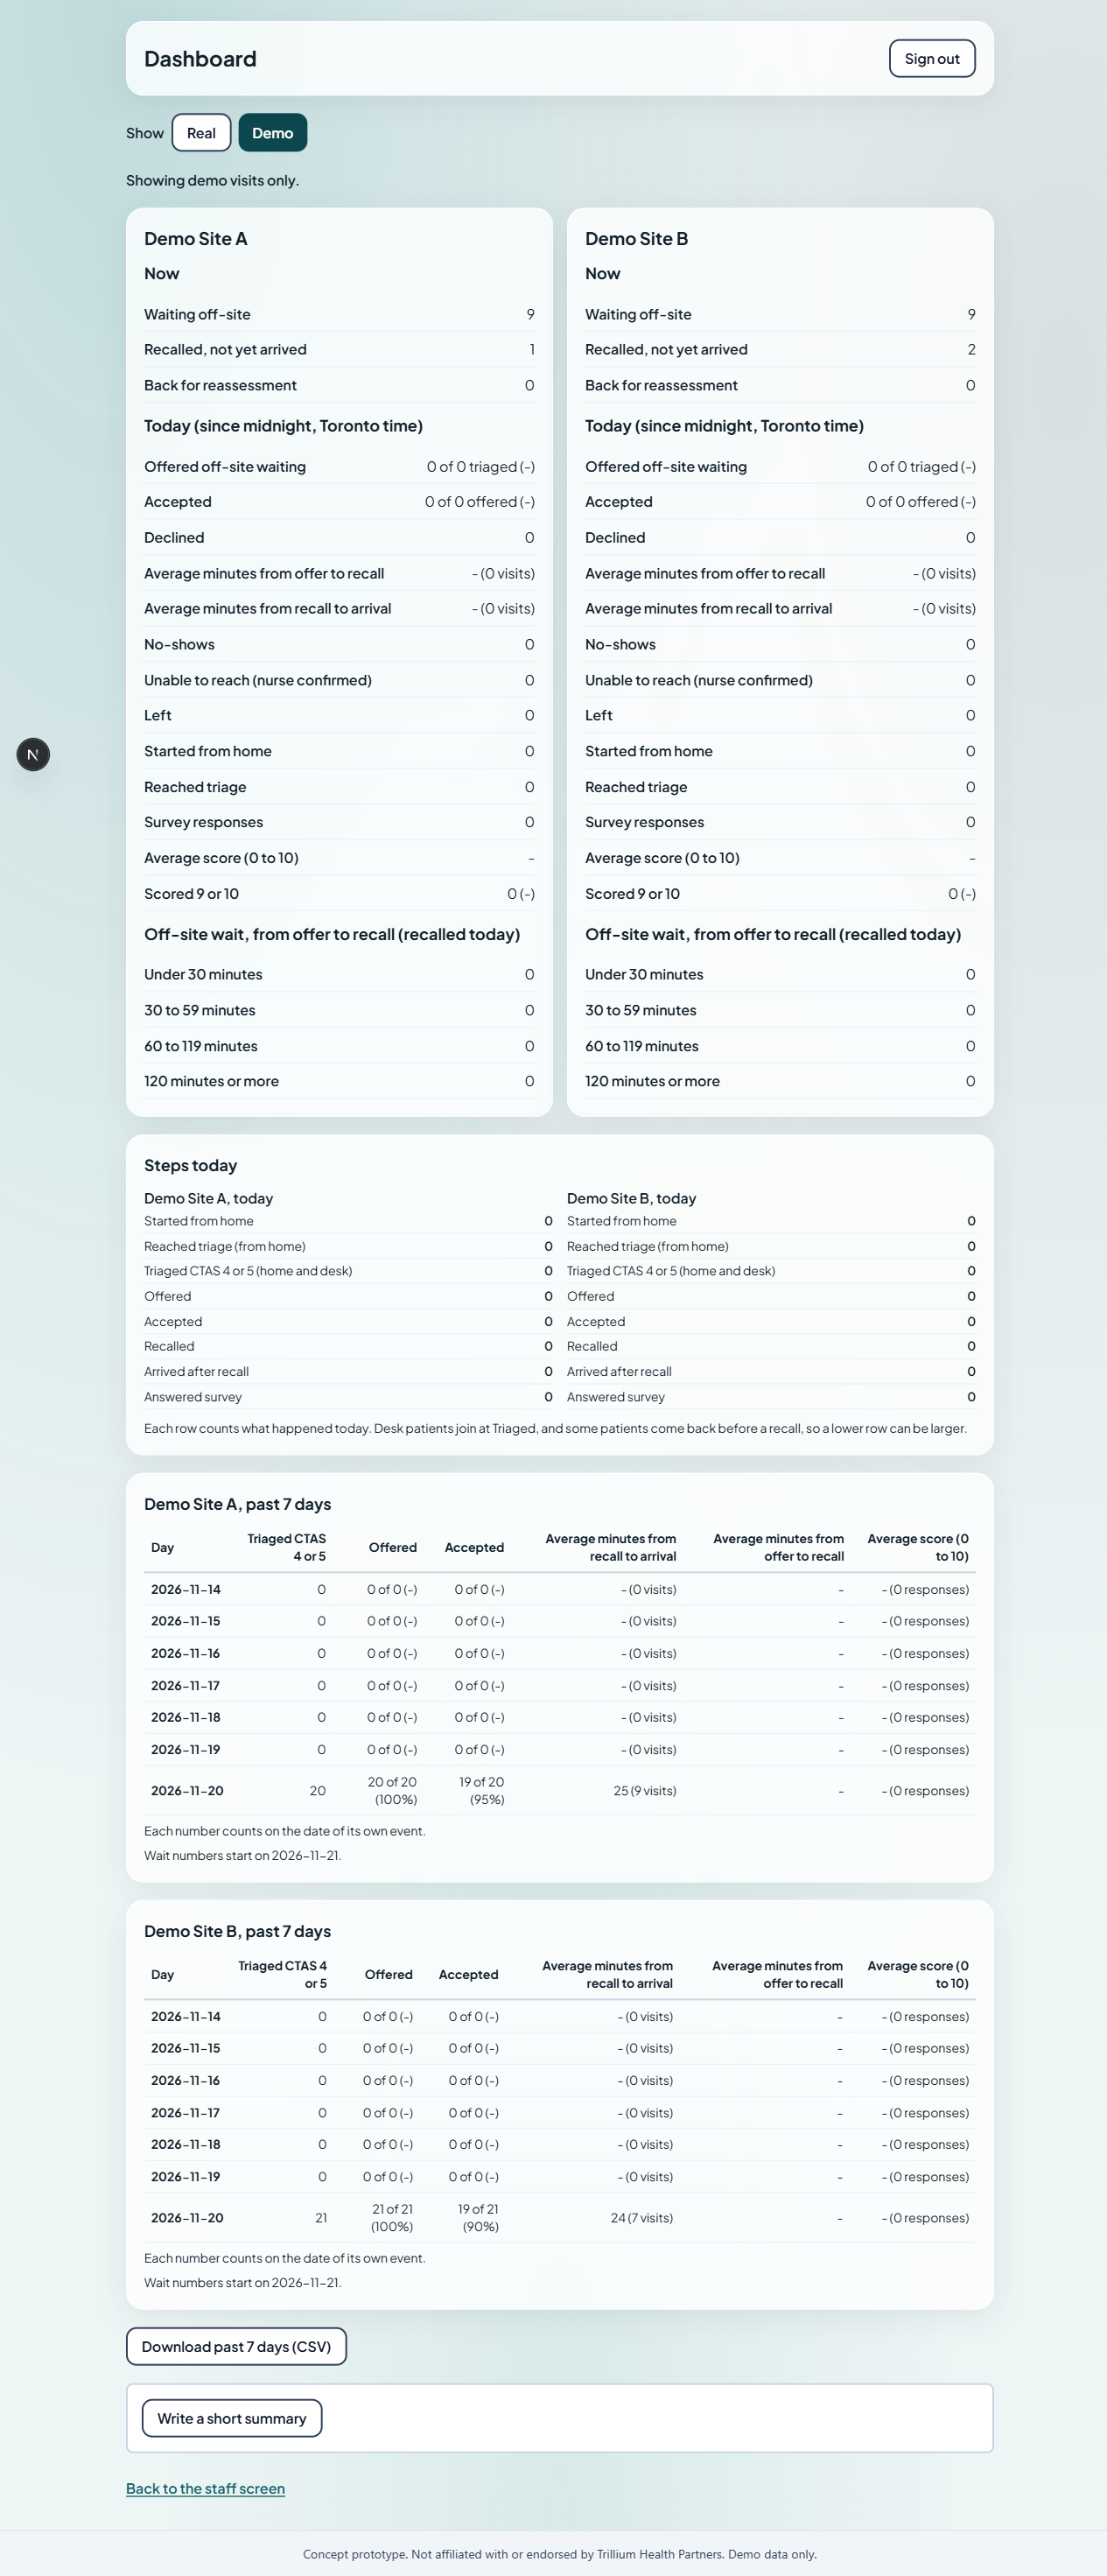 Dashboard
Sign out
Show Real Demo
Showing demo visits only.
Demo Site A
Now
Waiting off-site 9
Recalled, not yet arrived 1
Back for reassessment 0
Today (since midnight, Toronto time)
Offered off-site waiting 0 of 0 triaged (-)
Accepted 0 of 0 offered (-)
Declined 0
Average minutes from offer to recall - (0 visits)
Average minutes from recall to arrival - (0 visits)
No-shows 0
Unable to reach (nurse confirmed) 0
Left 0
Started from home 0
Reached triage 0
Survey responses 0
Average score (0 to 10) -
Scored 9 or 10 0 (-)
Off-site wait, from offer to recall (recalled today)
Under 30 minutes 0
30 to 59 minutes 0
60 to 119 minutes 0
120 minutes or more 0
Demo Site B
Now
Waiting off-site 9
Recalled, not yet arrived 2
Back for reassessment 0
Today (since midnight, Toronto time)
Offered off-site waiting 0 of 0 triaged (-)
Accepted 0 of 0 offered (-)
Declined 0
Average minutes from offer to recall - (0 visits)
Average minutes from recall to arrival - (0 visits)
No-shows 0
Unable to reach (nurse confirmed) 0
Left 0
Started from home 0
Reached triage 0
Survey responses 0
Average score (0 to 10) -
Scored 9 or 10 0 (-)
Off-site wait, from offer to recall (recalled today)
Under 30 minutes 0
30 to 59 minutes 0
60 to 119 minutes 0
120 minutes or more 0
N
Steps today
Demo Site A, today
Started from home 0
Reached triage (from home) 0
Triaged CTAS 4 or 5 (home and desk) 0
Offered 0
Accepted 0
Recalled 0
Arrived after recall 0
Answered survey 0
Demo Site B, today
Started from home 0
Reached triage (from home) 0
Triaged CTAS 4 or 5 (home and desk) 0
Offered 0
Accepted 0
Recalled 0
Arrived after recall 0
Answered survey 0
Each row counts what happened today. Desk patients join at Triaged, and some patients come back before a recall, so a lower row can be larger.
Demo Site A, past 7 days
Day Triaged CTAS 4 or 5 Offered Accepted Average minutes from recall to arrival Average minutes from offer to recall Average score (0 to 10)
2026-11-14 0 0 of 0 (-) 0 of 0 (-) - (0 visits) - - (0 responses)
2026-11-15 0 0 of 0 (-) 0 of 0 (-) - (0 visits) - - (0 responses)
2026-11-16 0 0 of 0 (-) 0 of 0 (-) - (0 visits) - - (0 responses)
2026-11-17 0 0 of 0 (-) 0 of 0 (-) - (0 visits) - - (0 responses)
2026-11-18 0 0 of 0 (-) 0 of 0 (-) - (0 visits) - - (0 responses)
2026-11-19 0 0 of 0 (-) 0 of 0 (-) - (0 visits) - - (0 responses)
2026-11-20 20 20 of 20 (100%) 19 of 20 (95%) 25 (9 visits) - - (0 responses)
Each number counts on the date of its own event.
Wait numbers start on 2026-11-21.
Demo Site B, past 7 days
Day Triaged CTAS 4 or 5 Offered Accepted Average minutes from recall to arrival Average minutes from offer to recall Average score (0 to 10)
2026-11-14 0 0 of 0 (-) 0 of 0 (-) - (0 visits) - - (0 responses)
2026-11-15 0 0 of 0 (-) 0 of 0 (-) - (0 visits) - - (0 responses)
2026-11-16 0 0 of 0 (-) 0 of 0 (-) - (0 visits) - - (0 responses)
2026-11-17 0 0 of 0 (-) 0 of 0 (-) - (0 visits) - - (0 responses)
2026-11-18 0 0 of 0 (-) 0 of 0 (-) - (0 visits) - - (0 responses)
2026-11-19 0 0 of 0 (-) 0 of 0 (-) - (0 visits) - - (0 responses)
2026-11-20 21 21 of 21 (100%) 19 of 21 (90%) 24 (7 visits) - - (0 responses)
Each number counts on the date of its own event.
Wait numbers start on 2026-11-21.
Download past 7 days (CSV)
Write a short summary
Back to the staff screen
Concept prototype. Not affiliated with or endorsed by Trillium Health Partners. Demo data only.